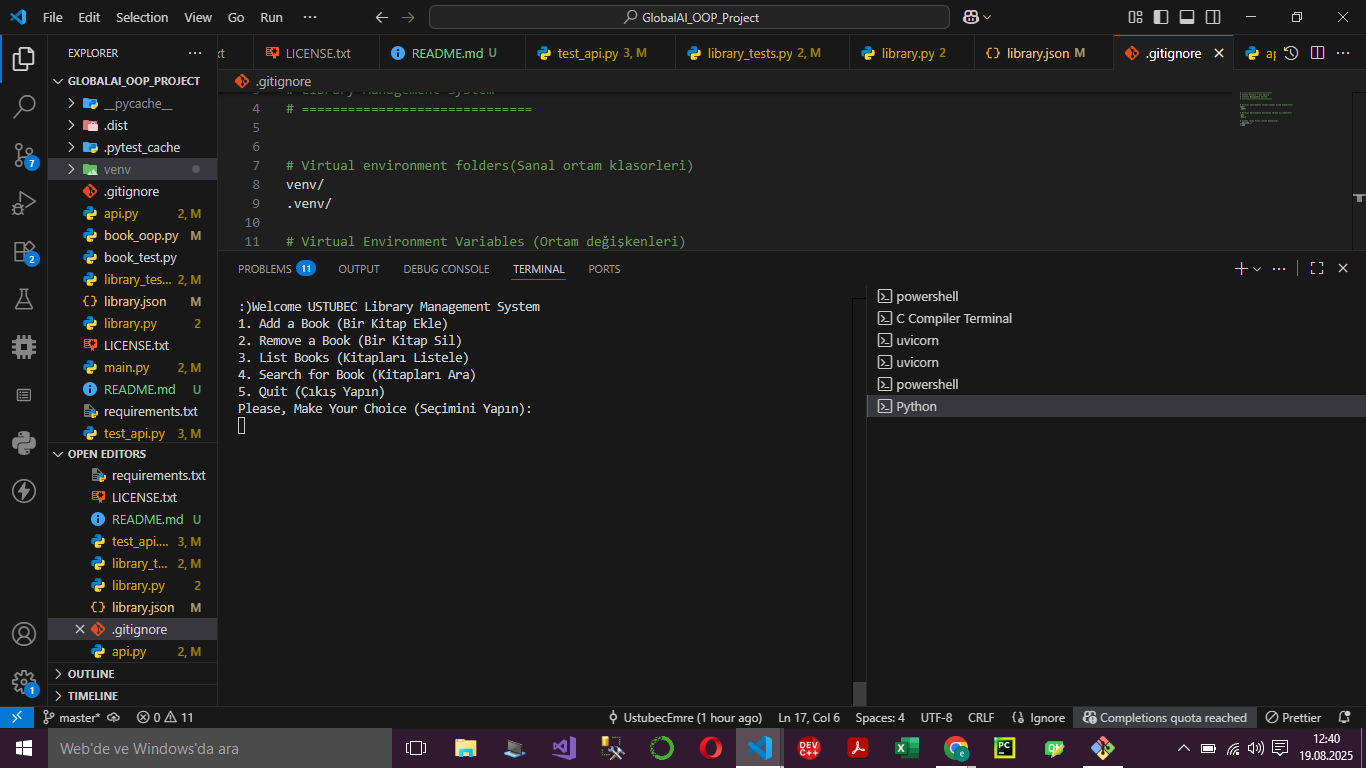 File Edit Selection View Go Run ···
GlobalAI_OOP_Project
EXPLORER
GLOBALAI_OOP_PROJECT
__pycache__
.dist
.pytest_cache
venv
.gitignore
api.py 2, M
book_oop.py M
book_test.py
library_tes... 2, M
library.json M
library.py 2
LICENSE.txt
main.py 2, M
README.md U
requirements.txt
test_api.py 3, M
OPEN EDITORS
requirements.txt
LICENSE.txt
README.md U
test_api.... 3, M
library_t... 2, M
library.py 2
library.json M
.gitignore
api.py 2, M
OUTLINE
TIMELINE
7
2
1
xt LICENSE.txt README.md U test_api.py 3, M library_tests.py 2, M library.py 2 library.json M .gitignore ap
.gitignore
3 # Library Management System
4 # ==============================
5
6
7 # Virtual environment folders(Sanal ortam klasorleri)
8 venv/
9 .venv/
10
11 # Virtual Environment Variables (Ortam değişkenleri)
PROBLEMS 11 OUTPUT DEBUG CONSOLE TERMINAL PORTS
:)Welcome USTUBEC Library Management System
1. Add a Book (Bir Kitap Ekle)
2. Remove a Book (Bir Kitap Sil)
3. List Books (Kitapları Listele)
4. Search for Book (Kitapları Ara)
5. Quit (Çıkış Yapın)
Please, Make Your Choice (Seçimini Yapın):
powershell
C Compiler Terminal
uvicorn
uvicorn
powershell
Python
master* 0 11 UstubecEmre (1 hour ago) Ln 17, Col 6 Spaces: 4 UTF-8 CRLF Ignore Completions quota reached Prettier
Web'de ve Windows'da ara
DEV C++
PC
12:40
19.08.2025